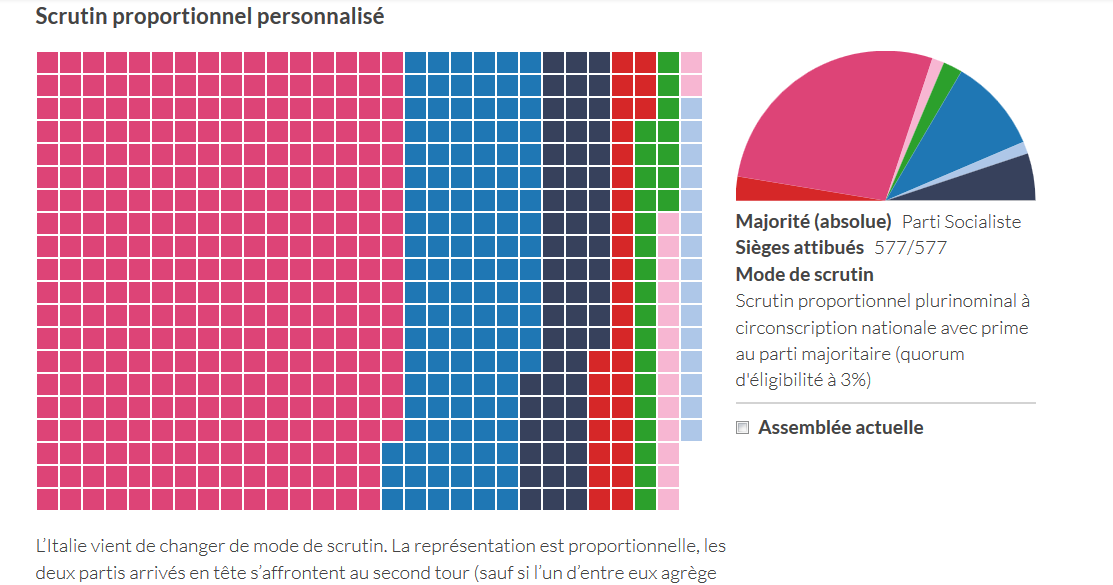 Scrutin proportionnel personnalisé
Majorité (absolue) Parti Socialiste
Sièges attibués 577/577
Mode de scrutin
Scrutin proportionnel plurinominal à
circonscription nationale avec prime
au parti majoritaire (quorum
d'éligibilité à 3%)
Assemblée actuelle
L’Italie vient de changer de mode de scrutin. La représentation est proportionnelle, les
deux partis arrivés en tête s’affrontent au second tour (sauf si l’un d’entre eux agrège